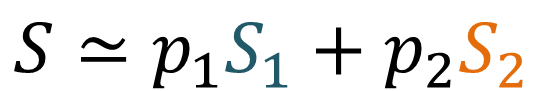 S ≃ p₁S₁ + p₂S₂